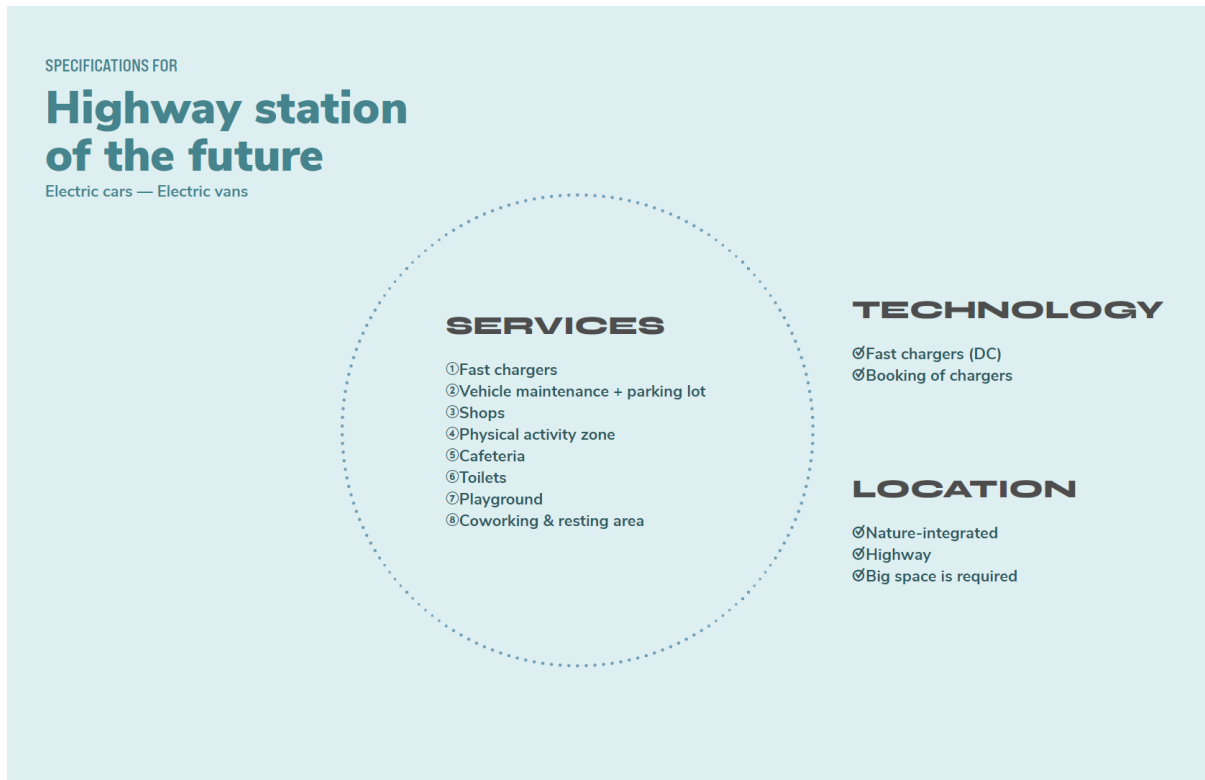 SPECIFICATIONS FOR
Highway station
of the future
Electric cars — Electric vans
SERVICES
①Fast chargers
②Vehicle maintenance + parking lot
③Shops
④Physical activity zone
⑤Cafeteria
⑥Toilets
⑦Playground
⑧Coworking & resting area
TECHNOLOGY
✓Fast chargers (DC)
✓Booking of chargers
LOCATION
✓Nature-integrated
✓Highway
✓Big space is required